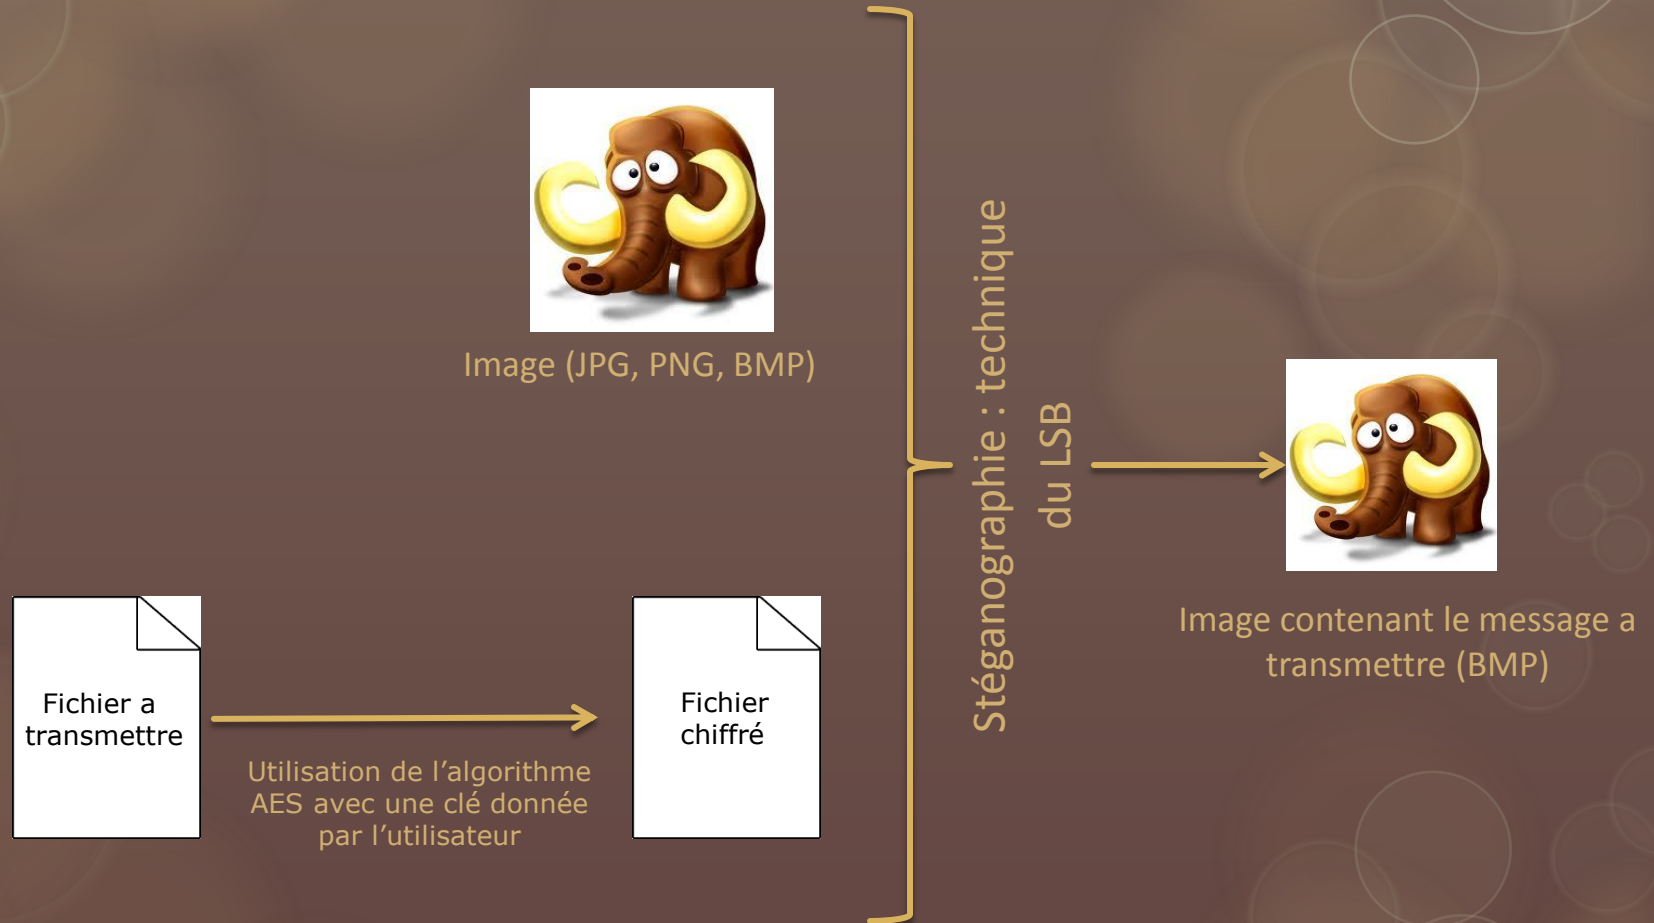 Image (JPG, PNG, BMP)
Fichier a
transmettre
Utilisation de l’algorithme
AES avec une clé donnée
par l’utilisateur
Fichier
chiffré
Stéganographie : technique
du LSB
Image contenant le message a
transmettre (BMP)